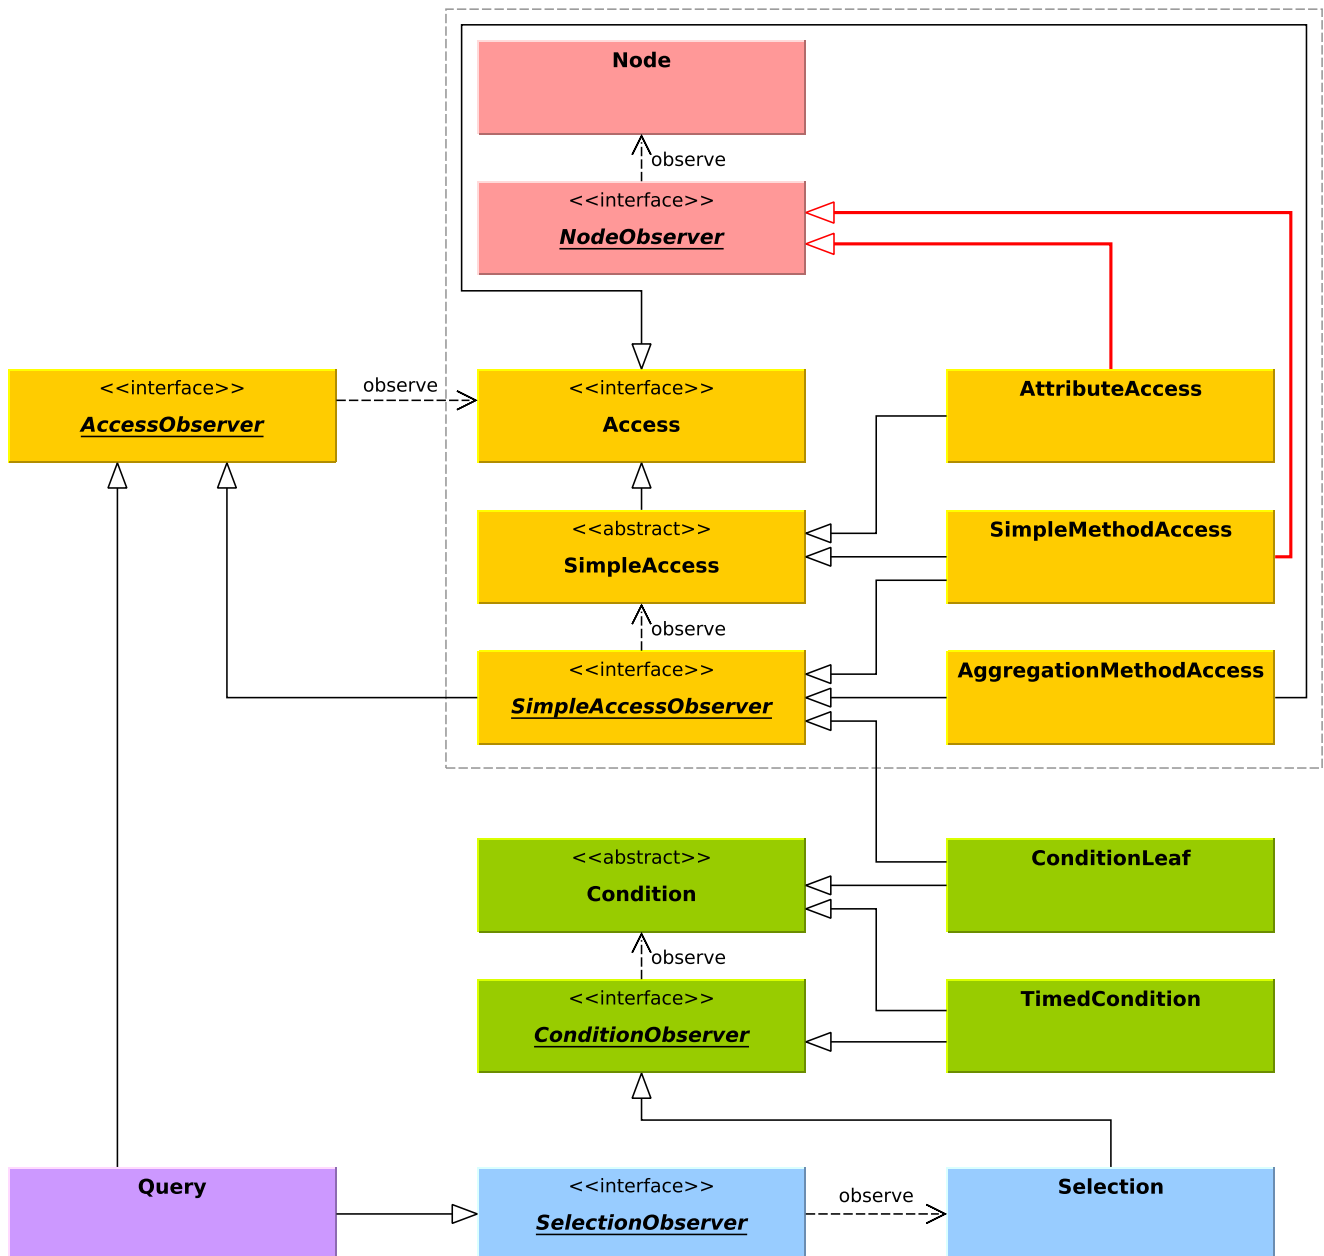 Node
observe
<<interface>>
NodeObserver
<<interface>>
AccessObserver
observe
<<interface>>
Access
AttributeAccess
<<abstract>>
SimpleAccess
SimpleMethodAccess
observe
<<interface>>
SimpleAccessObserver
AggregationMethodAccess
<<abstract>>
Condition
ConditionLeaf
observe
<<interface>>
ConditionObserver
TimedCondition
Query
<<interface>>
SelectionObserver
observe
Selection